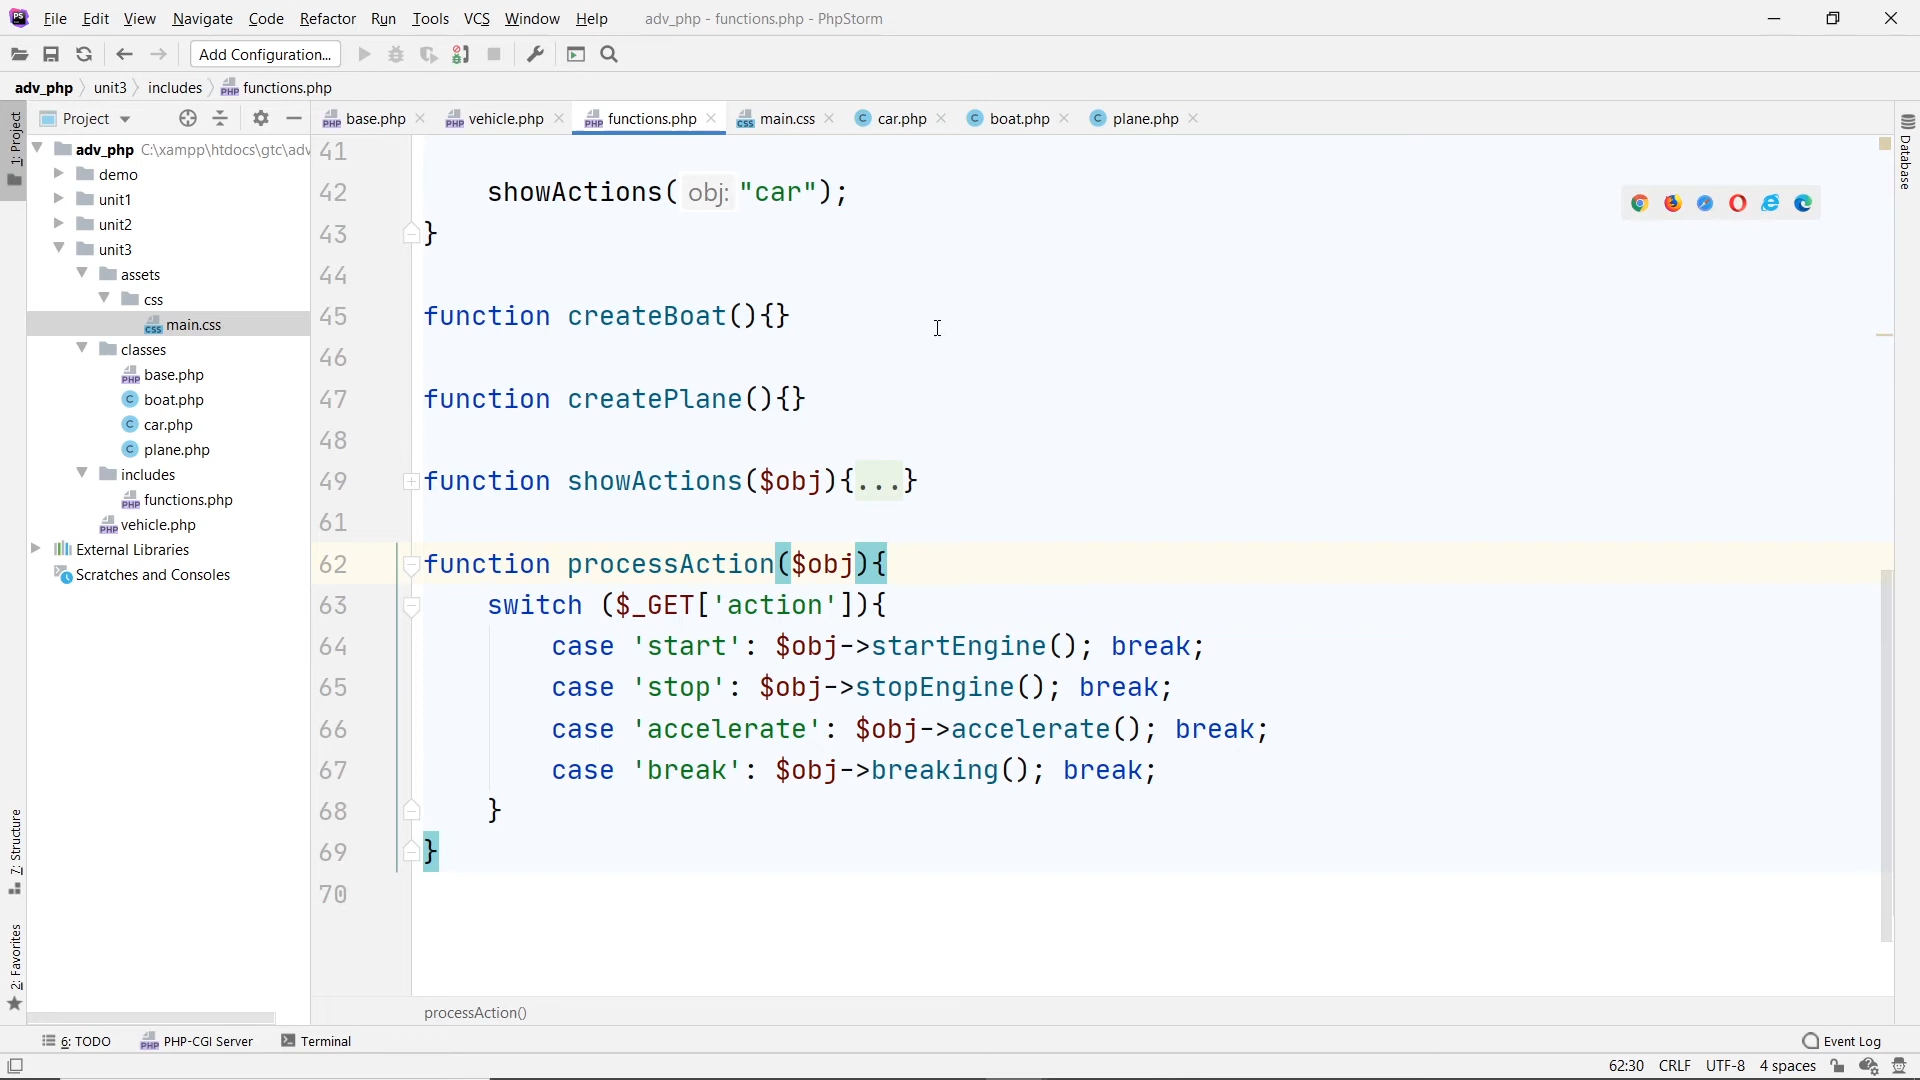 File Edit View Navigate Code Refactor Run Tools VCS Window Help adv_php - functions.php - PhpStorm
Add Configuration...
adv_php unit3 includes functions.php
Project base.php vehicle.php functions.php main.css car.php boat.php plane.php
1: Project
Database
adv_php C:\xampp\htdocs\gtc\adv
demo
unit1
unit2
unit3
assets
css
main.css
classes
base.php
boat.php
car.php
plane.php
includes
functions.php
vehicle.php
External Libraries
Scratches and Consoles
7: Structure
2: Favorites
41
42 showActions( obj: "car");
43 }
44
45 function createBoat(){}
46
47 function createPlane(){}
48
49 function showActions($obj){...}
61
62 function processAction($obj){
63 switch ($_GET['action']){
64 case 'start': $obj->startEngine(); break;
65 case 'stop': $obj->stopEngine(); break;
66 case 'accelerate': $obj->accelerate(); break;
67 case 'break': $obj->breaking(); break;
68 }
69 }
70
processAction()
6: TODO PHP-CGI Server Terminal Event Log
62:30 CRLF UTF-8 4 spaces